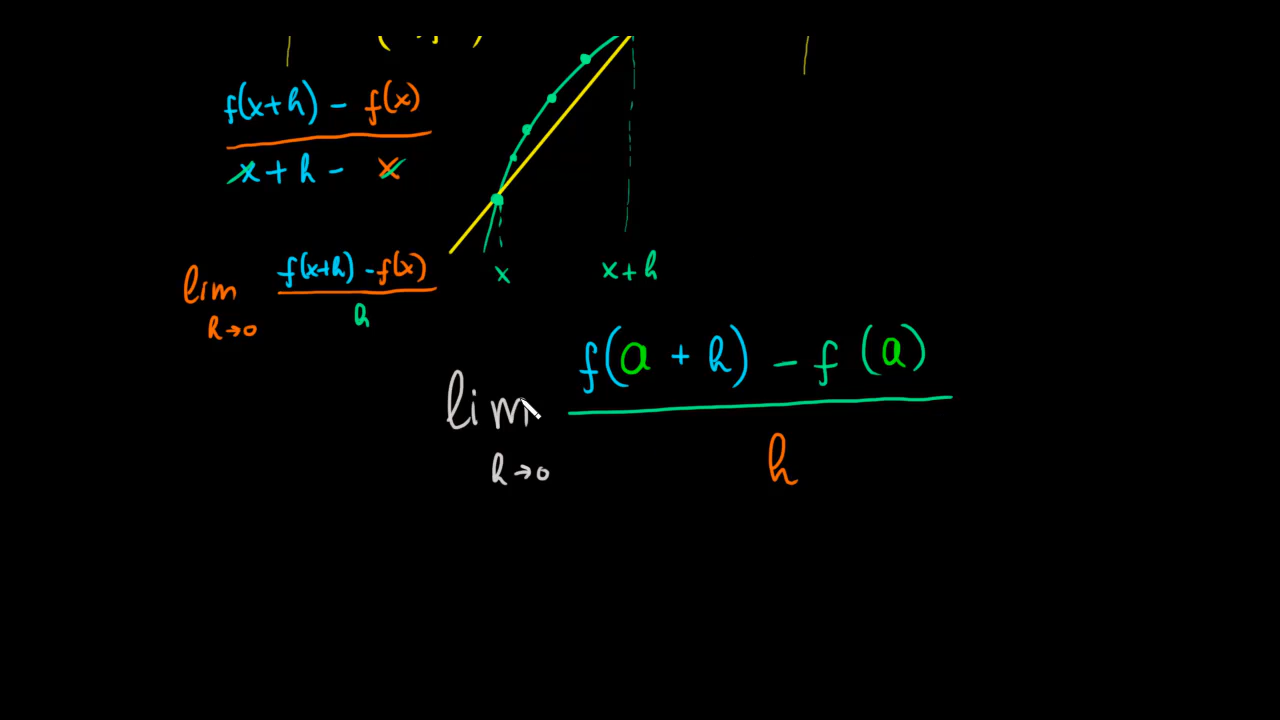 f(x+h) - f(x)
x + h - x
lim f(x+h) - f(x)
h→0 h
x x+h
lim f(a + h) - f(a)
h→0 h